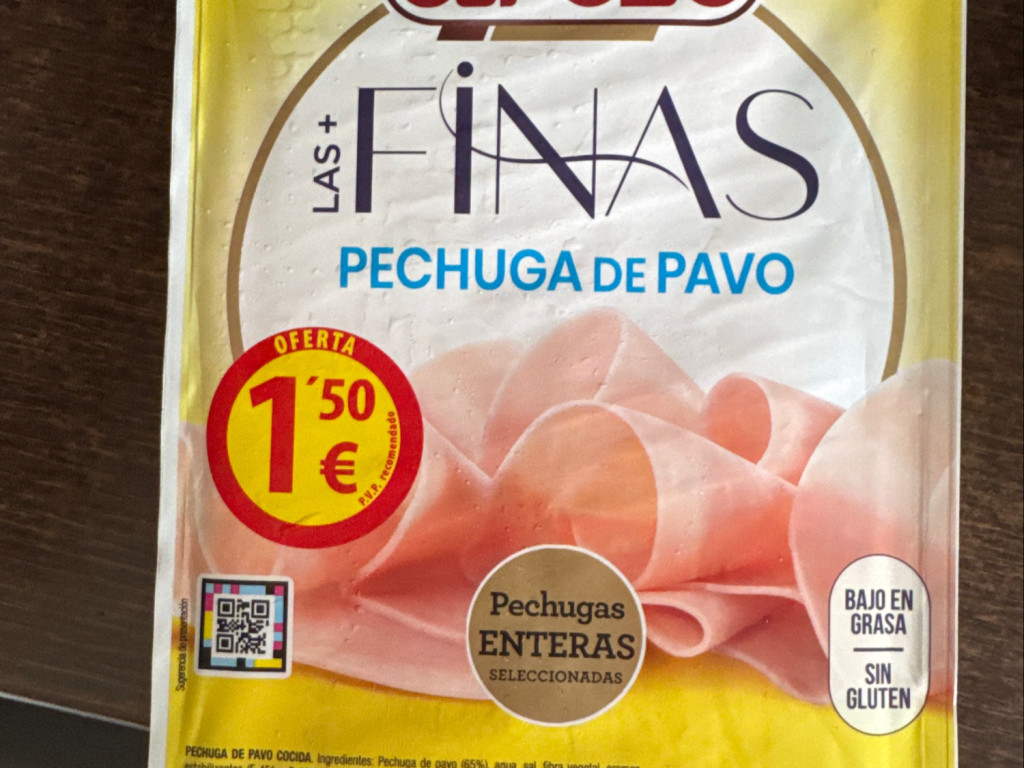 LAS +
FINAS
PECHUGA DE PAVO
OFERTA
1´50
€
P.V.P. recomendado
Pechugas
ENTERAS
SELECCIONADAS
BAJO EN
GRASA
SIN
GLUTEN
Sugerencia de presentación
PECHUGA DE PAVO COCIDA. Ingredientes: Pechuga de pavo (65%), agua, sal, fibra vegetal, aromas,